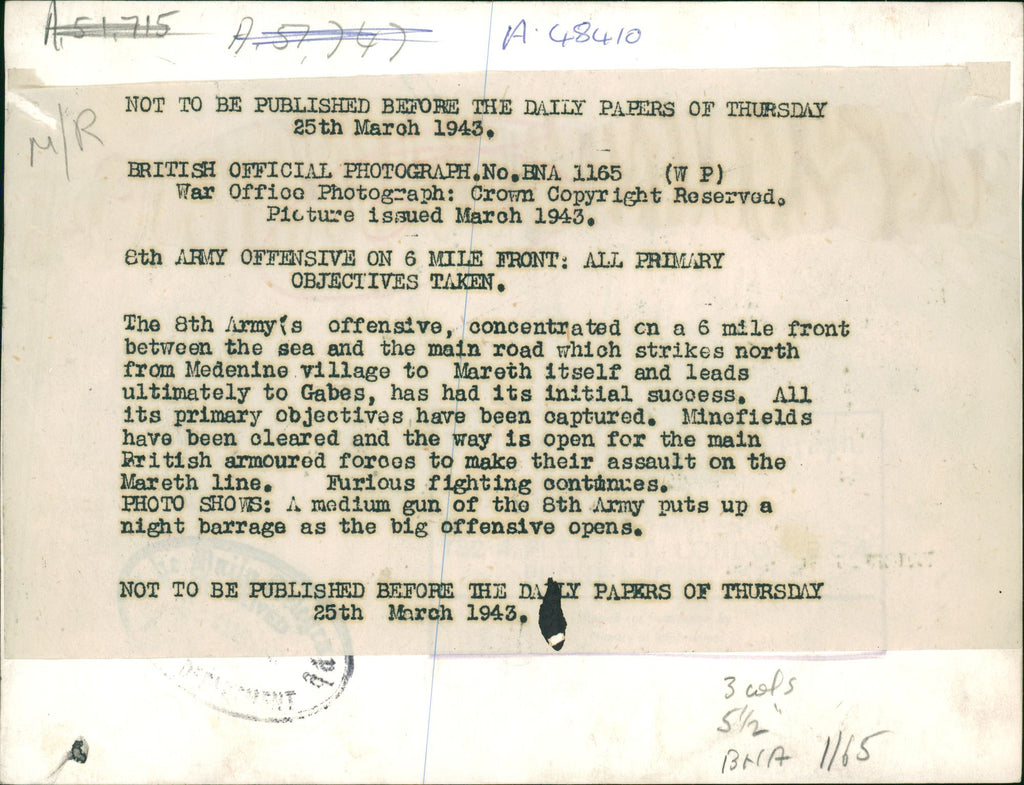 A.51,715
A.57)47
A.48410
M/R
NOT TO BE PUBLISHED BEFORE THE DAILY PAPERS OF THURSDAY
25th March 1943.
BRITISH OFFICIAL PHOTOGRAPH.No.BNA 1165 (W P)
War Office Photograph: Crown Copyright Reserved.
Picture issued March 1943.
8th ARMY OFFENSIVE ON 6 MILE FRONT: ALL PRIMARY
OBJECTIVES TAKEN.
The 8th Army's offensive, concentrated on a 6 mile front
between the sea and the main road which strikes north
from Medenine village to Mareth itself and leads
ultimately to Gabes, has had its initial success. All
its primary objectives have been captured. Minefields
have been cleared and the way is open for the main
British armoured forces to make their assault on the
Mareth line. Furious fighting continues.
PHOTO SHOWS: A medium gun of the 8th Army puts up a
night barrage as the big offensive opens.
NOT TO BE PUBLISHED BEFORE THE DAILY PAPERS OF THURSDAY
25th March 1943.
DEPARTMENT
3 cols
5½"
BNA 1165